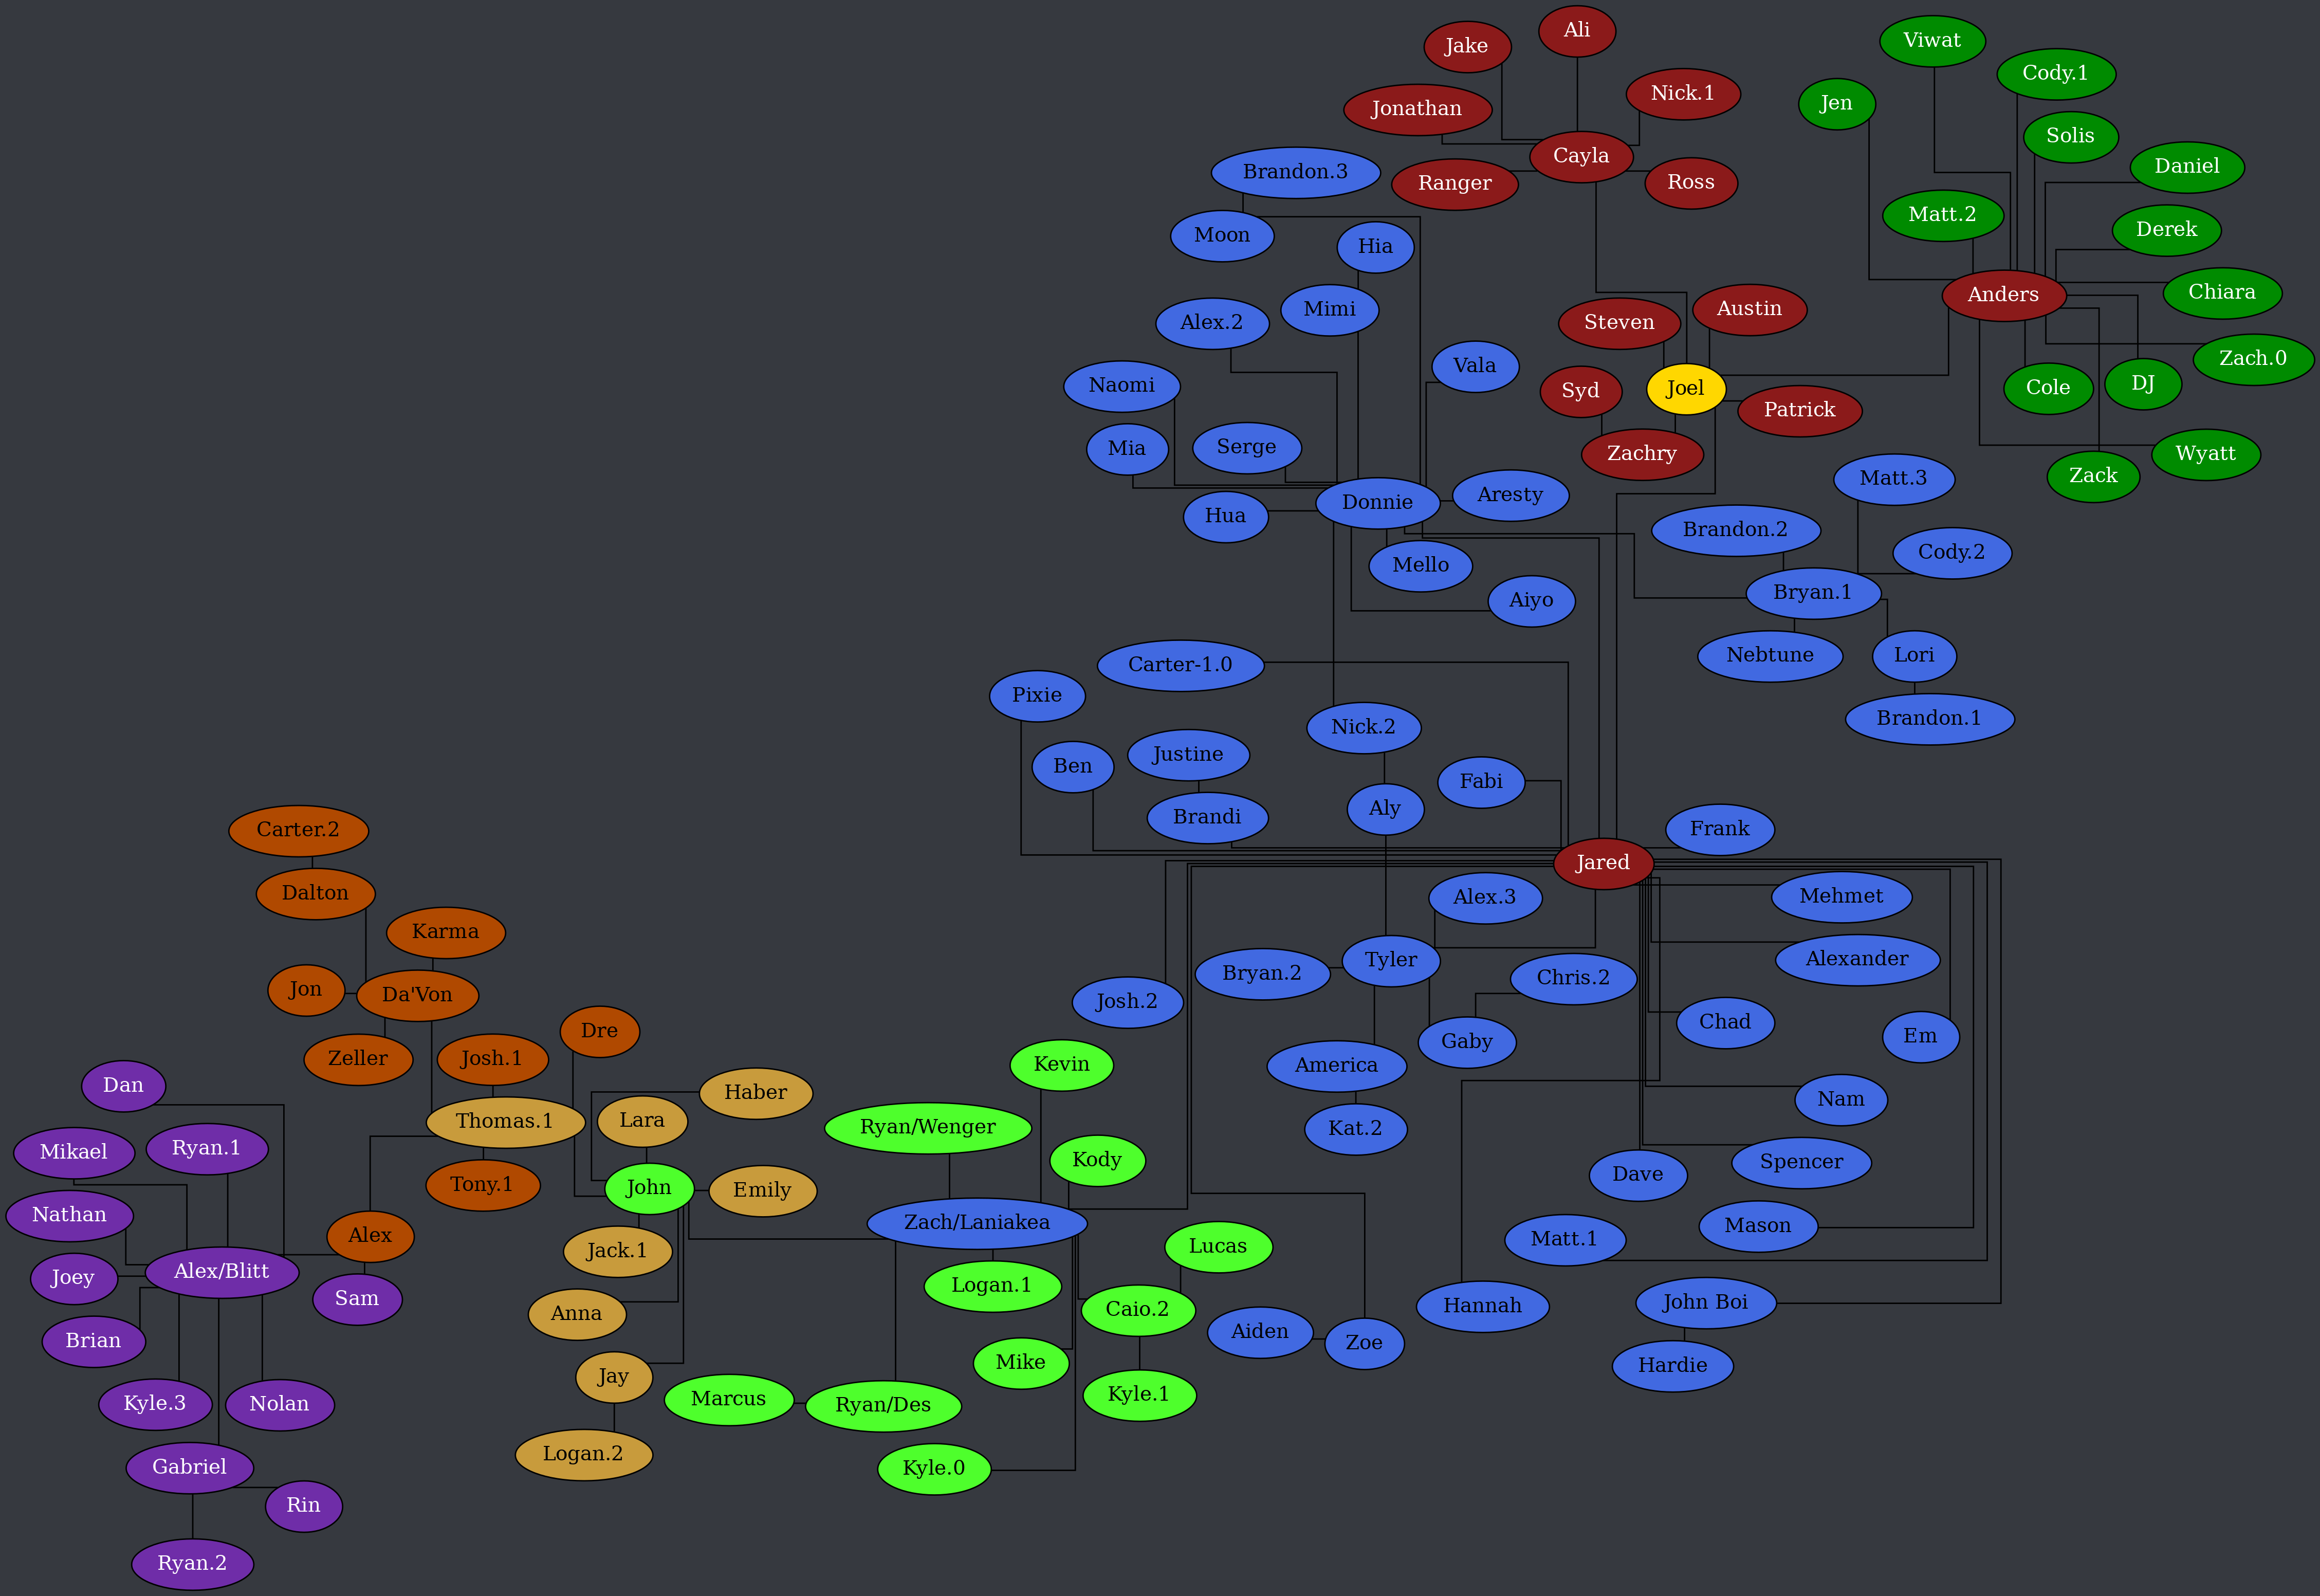 Viwat
Ali
Jake
Cody.1
Nick.1
Jen
Jonathan
Solis
Cayla
Daniel
Brandon.3
Ranger
Ross
Matt.2
Derek
Moon
Hia
Chiara
Anders
Mimi
Austin
Steven
Alex.2
Zach.0
Vala
DJ
Naomi
Syd
Joel
Cole
Patrick
Mia
Serge
Zachry
Wyatt
Zack
Matt.3
Donnie
Aresty
Hua
Brandon.2
Cody.2
Mello
Bryan.1
Aiyo
Carter-1.0
Nebtune
Lori
Pixie
Brandon.1
Nick.2
Justine
Ben
Fabi
Aly
Brandi
Frank
Carter.2
Jared
Dalton
Alex.3
Mehmet
Karma
Tyler
Alexander
Bryan.2
Chris.2
Jon
Da'Von
Josh.2
Chad
Dre
Em
Gaby
Zeller
Josh.1
Kevin
America
Dan
Haber
Nam
Thomas.1
Lara
Ryan/Wenger
Kat.2
Mikael
Ryan.1
Kody
Spencer
Dave
Tony.1
John
Emily
Nathan
Zach/Laniakea
Mason
Alex
Jack.1
Lucas
Matt.1
Joey
Alex/Blitt
Logan.1
Sam
Anna
Caio.2
Hannah
John Boi
Brian
Aiden
Zoe
Mike
Hardie
Jay
Kyle.3
Nolan
Marcus
Ryan/Des
Kyle.1
Logan.2
Gabriel
Kyle.0
Rin
Ryan.2